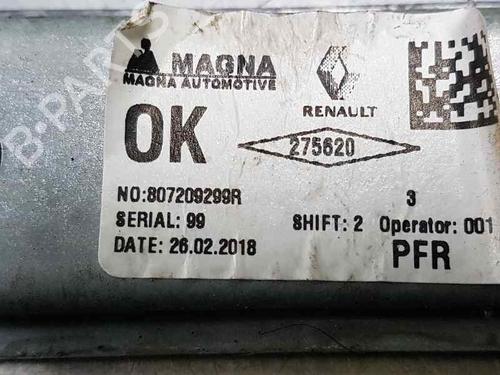 MAGNA
MAGNA AUTOMOTIVE
RENAULT
OK
275620
NO:807209299R
3
SERIAL: 99
SHIFT: 2 Operator: 001
DATE: 26.02.2018
PFR
B-PARTS